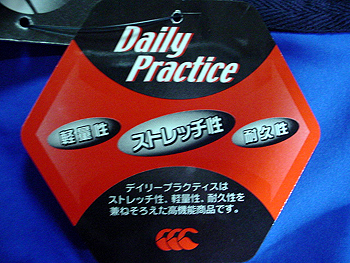 Daily
Practice
軽量性
ストレッチ性
耐久性
デイリープラクティスは
ストレッチ性、軽量性、耐久性を
兼ねそろえた高機能商品です。